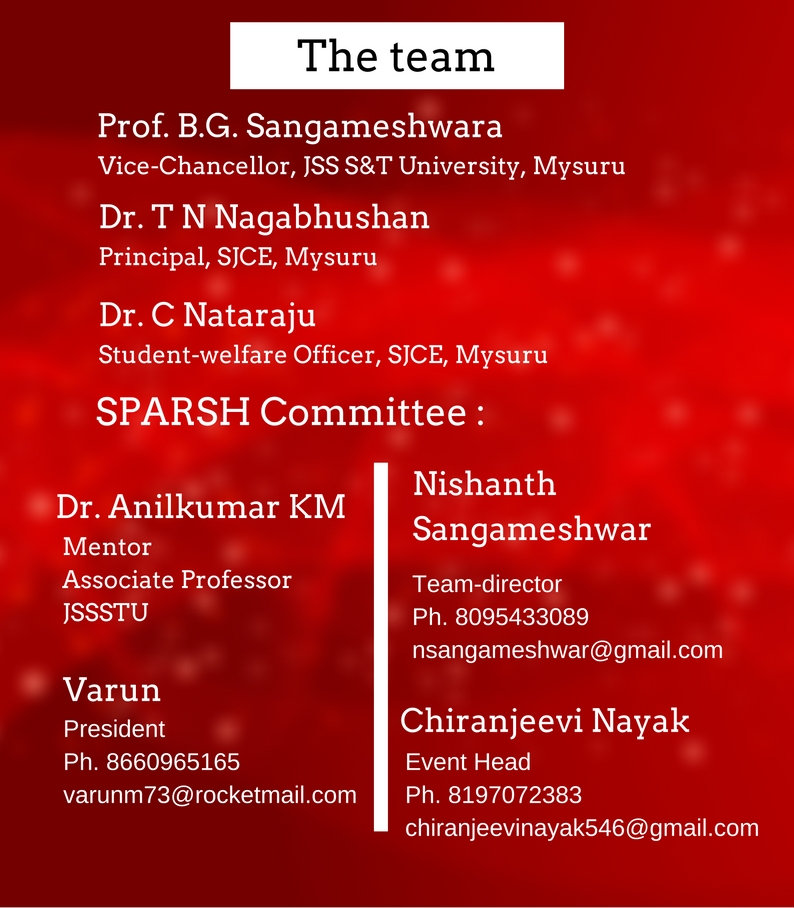 The team
Prof. B.G. Sangameshwara
Vice-Chancellor, JSS S&T University, Mysuru
Dr. T N Nagabhushan
Principal, SJCE, Mysuru
Dr. C Nataraju
Student-welfare Officer, SJCE, Mysuru
SPARSH Committee :
Dr. Anilkumar KM
Mentor
Associate Professor
JSSSTU
Varun
President
Ph. 8660965165
varunm73@rocketmail.com
Nishanth
Sangameshwar
Team-director
Ph. 8095433089
nsangameshwar@gmail.com
Chiranjeevi Nayak
Event Head
Ph. 8197072383
chiranjeevinayak546@gmail.com